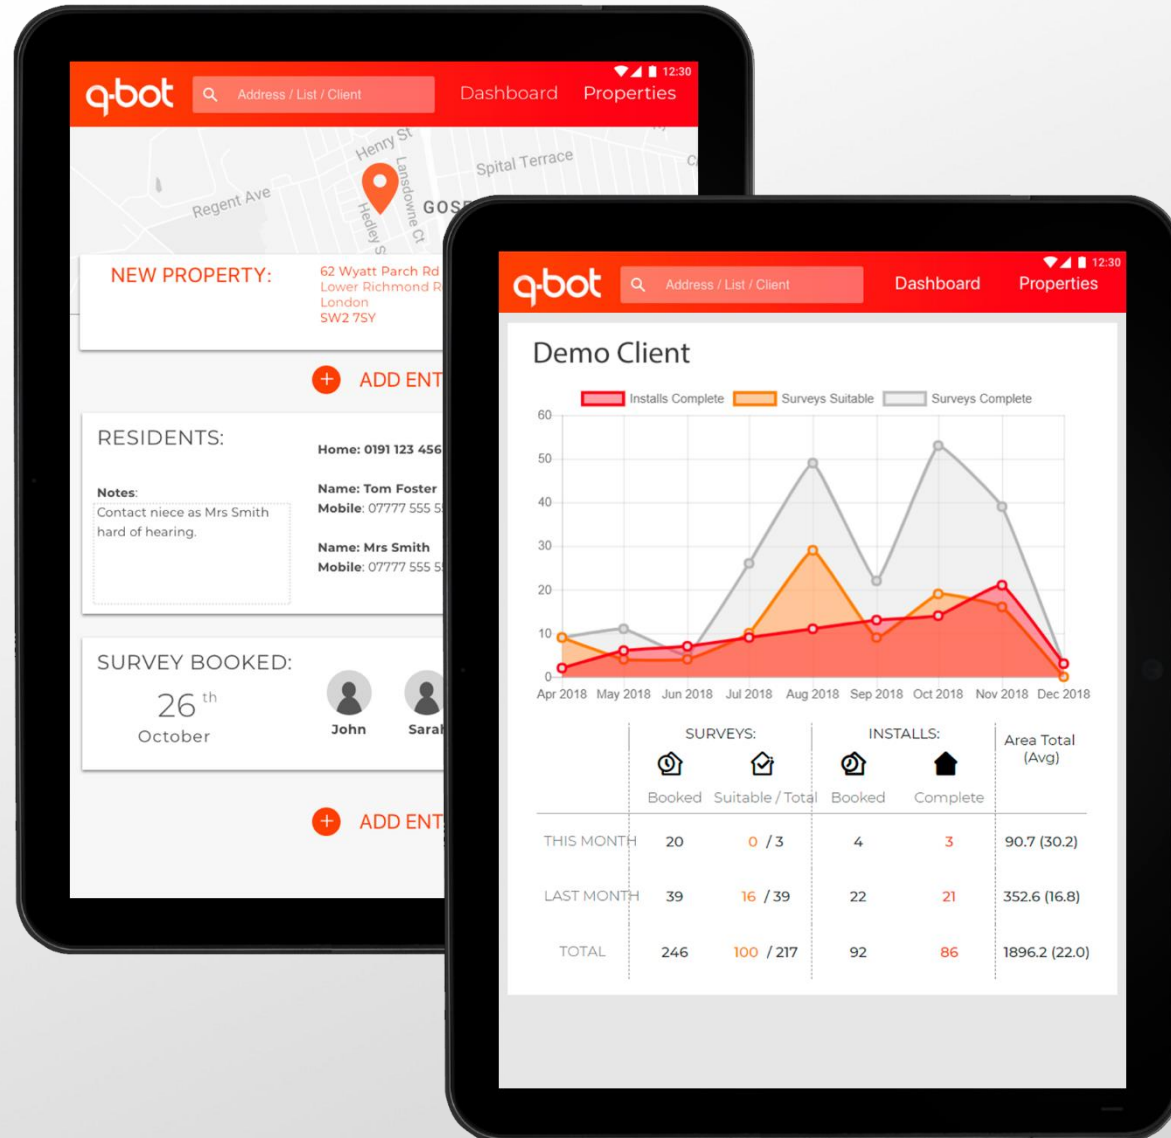 q-bot
Address / List / Client
Dashboard
Properties
12:30
Henry St
Lansdowne Ct
Spital Terrace
Regent Ave
Hedley S
GOS
NEW PROPERTY:
62 Wyatt Parch Rd
Lower Richmond R
London
SW2 7SY
+ ADD ENT
RESIDENTS:
Home: 0191 123 456
Notes:
Contact niece as Mrs Smith
hard of hearing.
Name: Tom Foster
Mobile: 07777 555 5
Name: Mrs Smith
Mobile: 07777 555 5
SURVEY BOOKED:
26 th
October
John
Sarah
+ ADD ENT
q-bot
Address / List / Client
Dashboard
Properties
12:30
Demo Client
Installs Complete Surveys Suitable Surveys Complete
60
50
40
30
20
10
0
Apr 2018 May 2018 Jun 2018 Jul 2018 Aug 2018 Sep 2018 Oct 2018 Nov 2018 Dec 2018
SURVEYS: INSTALLS: Area Total
(Avg)
Booked Suitable / Total Booked Complete
THIS MONTH 20 0 / 3 4 3 90.7 (30.2)
LAST MONTH 39 16 / 39 22 21 352.6 (16.8)
TOTAL 246 100 / 217 92 86 1896.2 (22.0)